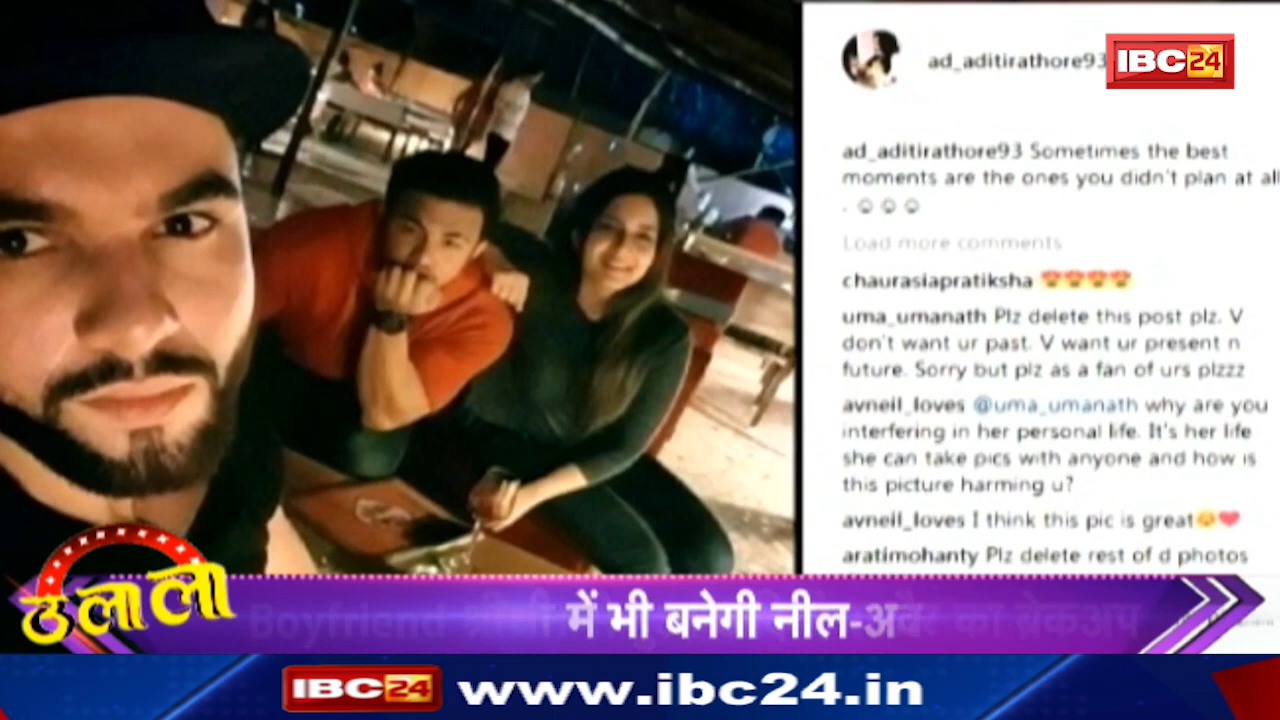 ad_aditirathore93
IBC24
ad_aditirathore93 Sometimes the best
moments are the ones you didn't plan at all
. ☺ ☺ ☺
Load more comments
chaurasiapratiksha 😍😍😍😍
uma_umanath Plz delete this post plz. V
don't want ur past. V want ur present n
future. Sorry but plz as a fan of urs plzzz
avneil_loves @uma_umanath why are you
interfering in her personal life. It's her life
she can take pics with anyone and how is
this picture harming u?
avneil_loves I think this pic is great😊❤
aratimohanty Plz delete rest of d photos
उ ला ला
Boyfriend में भी बनेगी नील-अवै का ब्रेकअप
IBC24 www.ibc24.in